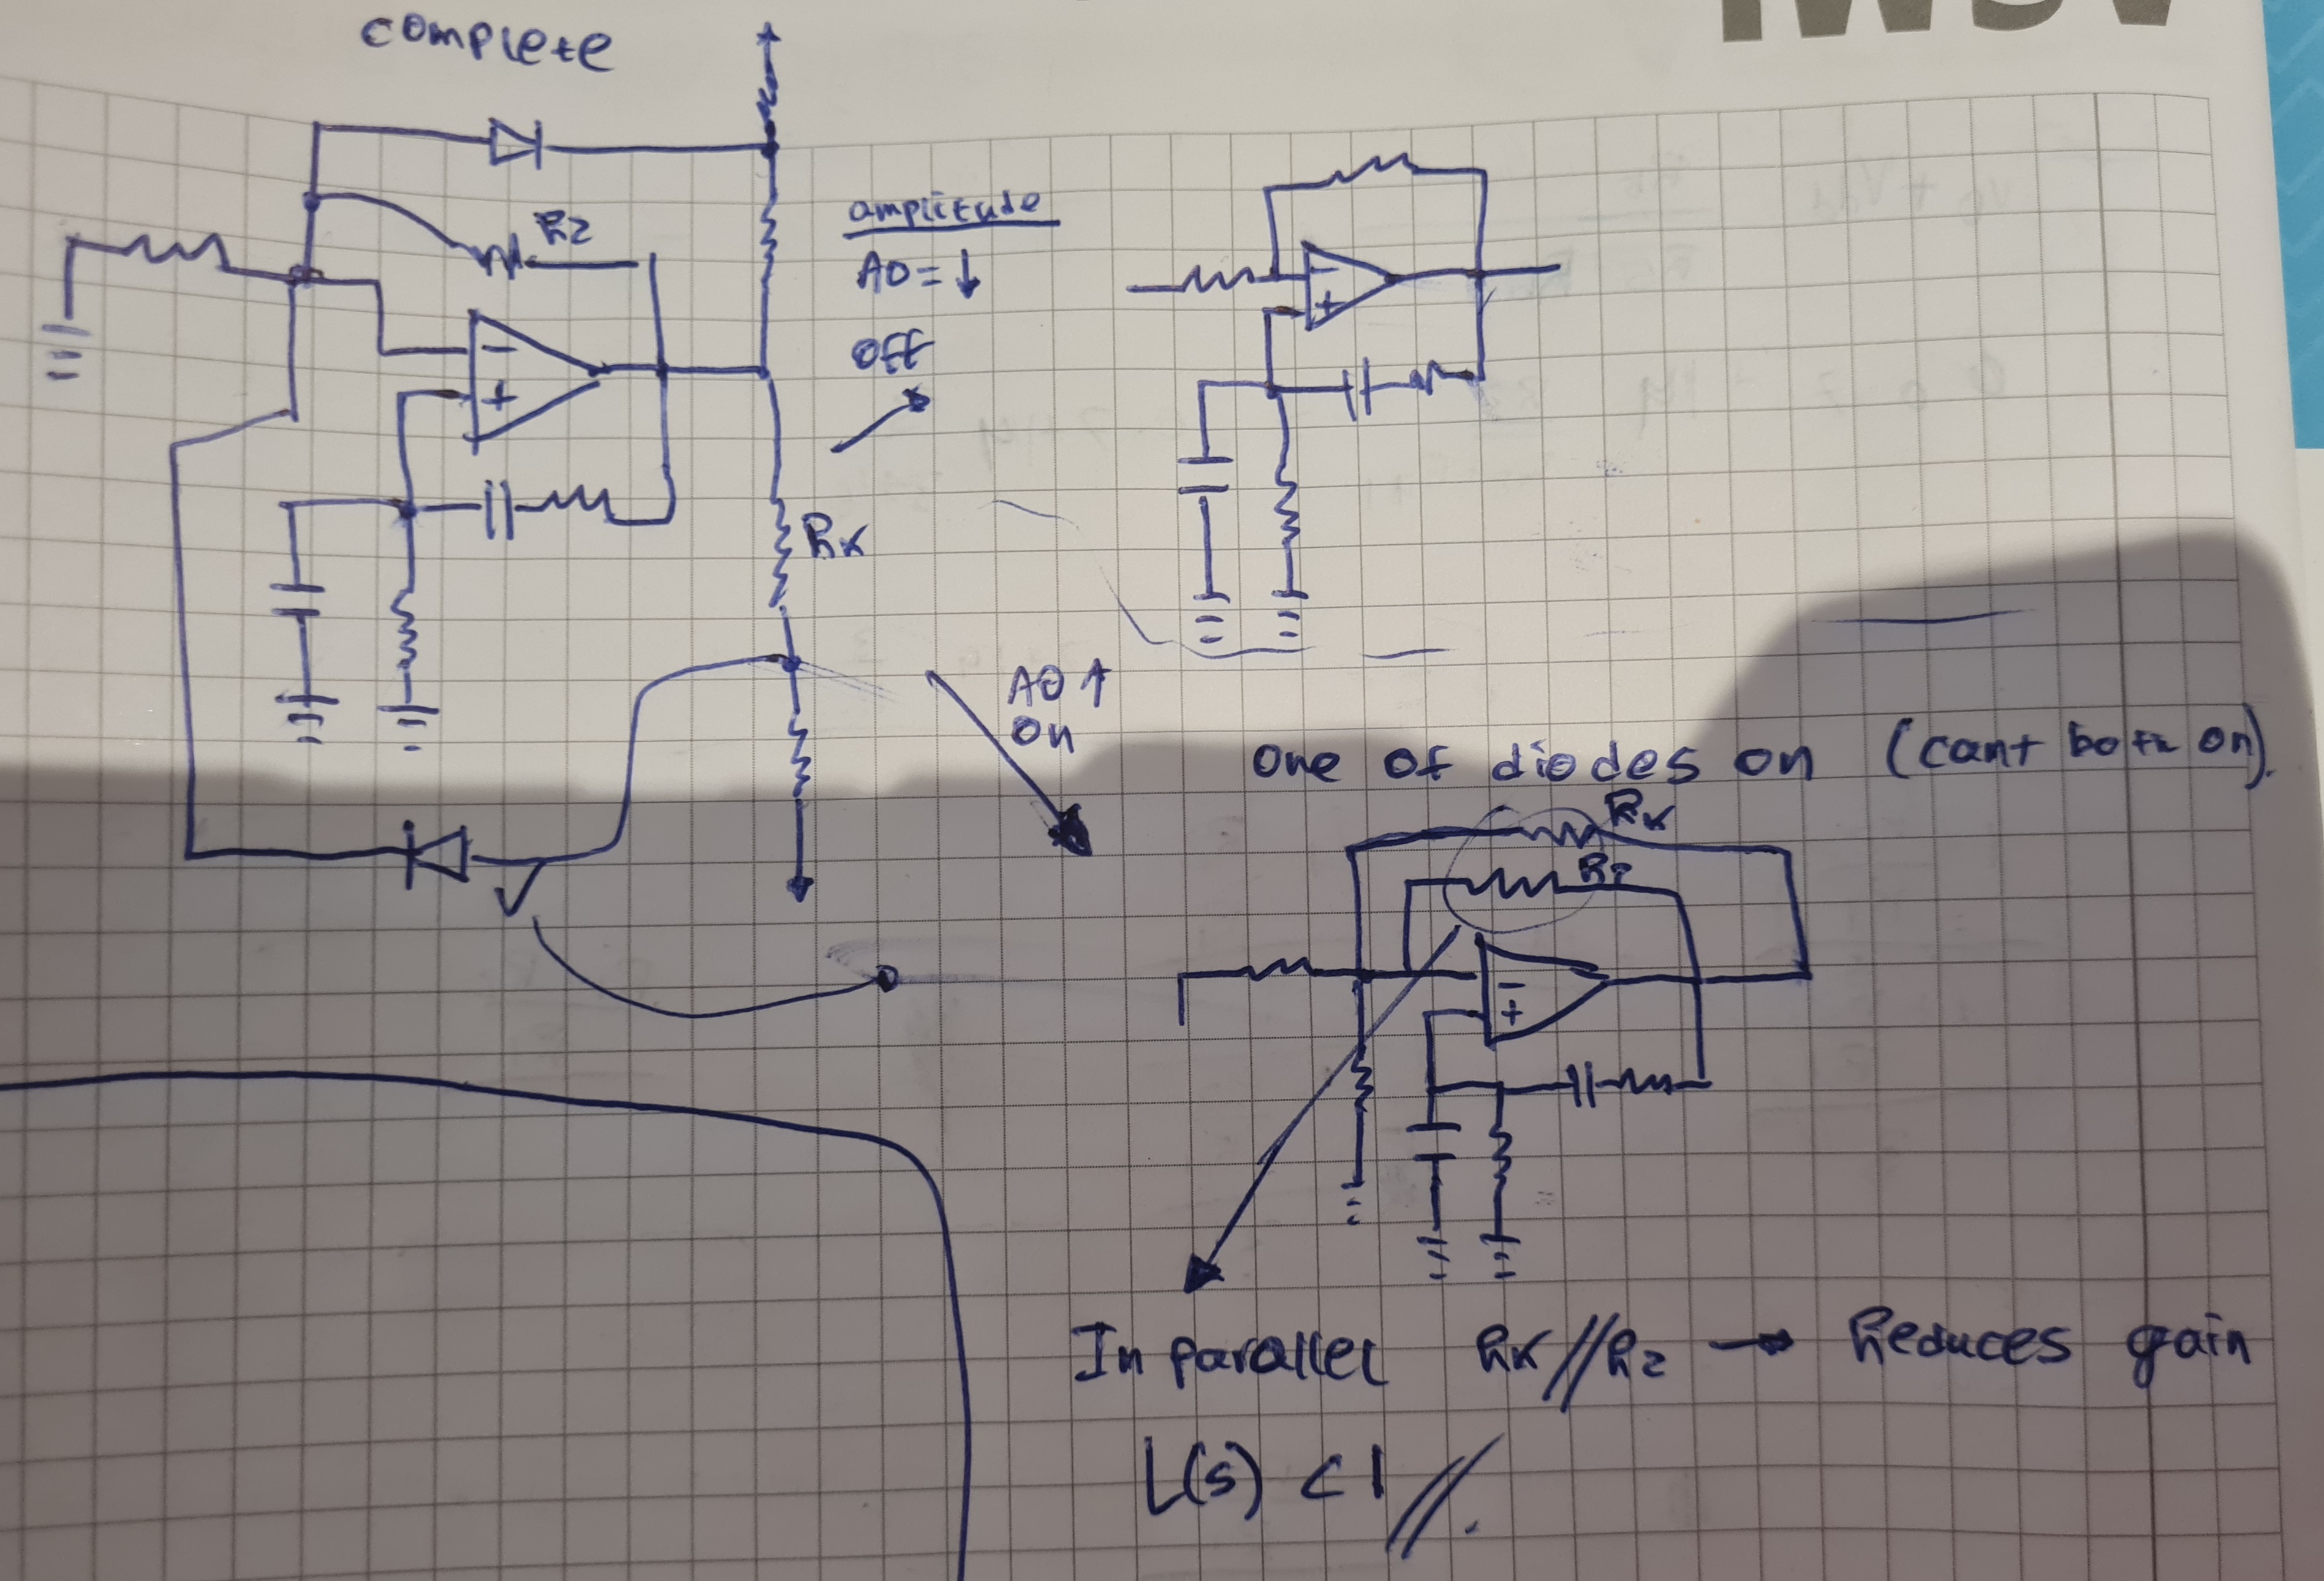 complete
R2
−
+
Rx
amplitude
AO = ↓
OFF
−
+
AO ↑
On
One of diodes on (cant both on).
Rx
R2
−
+
In parallel Rx//R2 → Reduces gain
L(s) < 1 //.